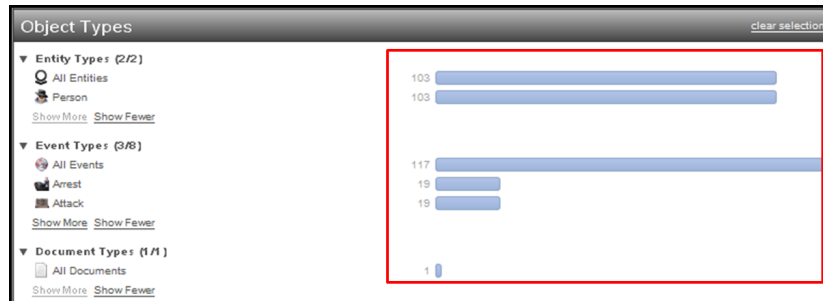 Object Types clear selection
Entity Types (2/2)
All Entities 103
Person 103
Show More Show Fewer
Event Types (3/8)
All Events 117
Arrest 19
Attack 19
Show More Show Fewer
Document Types (1/1)
All Documents 1
Show More Show Fewer